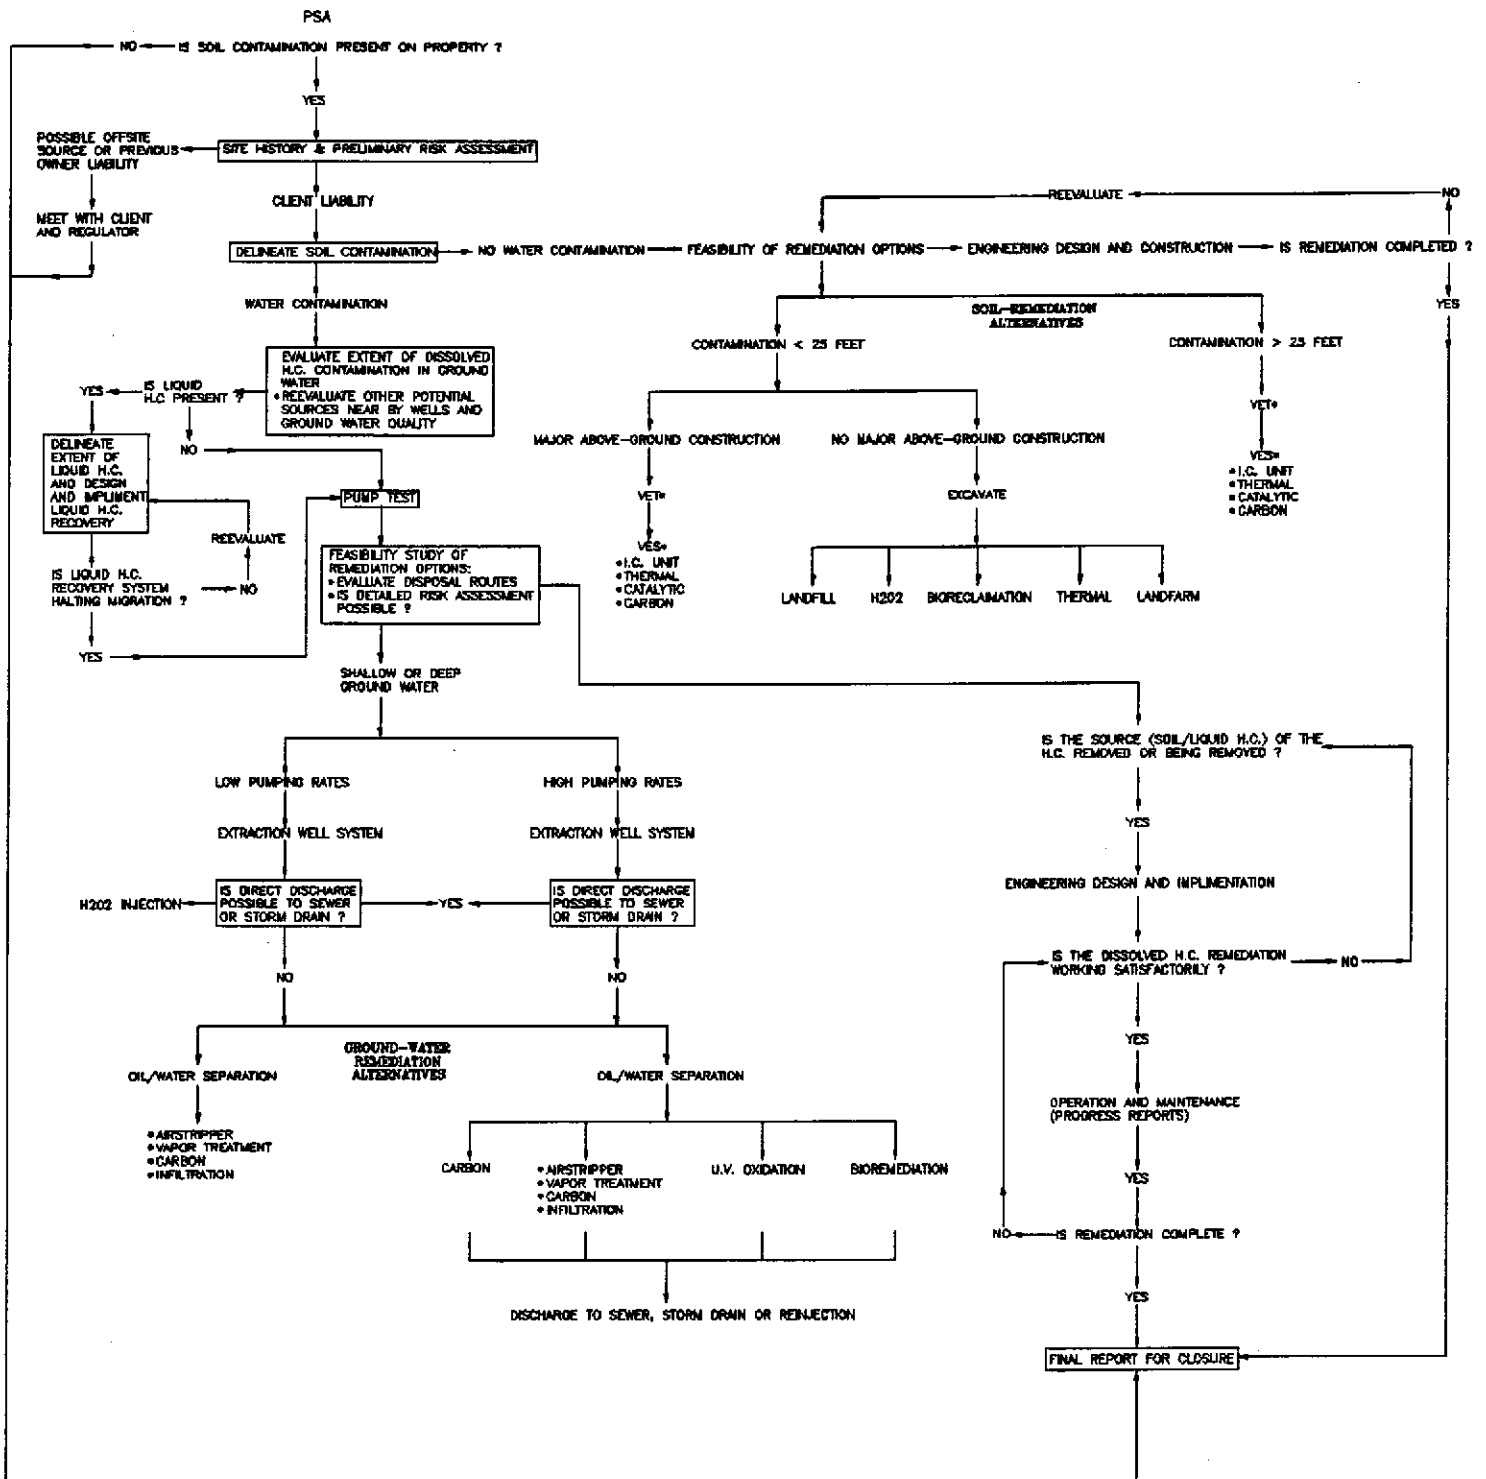 PSA
NO
IS SOIL CONTAMINATION PRESENT ON PROPERTY ?
YES
POSSIBLE OFFSITE
SOURCE OR PREVIOUS
OWNER LIABILITY
SITE HISTORY & PRELIMINARY RISK ASSESSMENT
CLIENT LIABILITY
MEET WITH CLIENT
AND REGULATOR
DELINEATE SOIL CONTAMINATION
NO WATER CONTAMINATION
FEASIBILITY OF REMEDIATION OPTIONS
ENGINEERING DESIGN AND CONSTRUCTION
IS REMEDIATION COMPLETED ?
REEVALUATE
NO
YES
WATER CONTAMINATION
SOIL-REMEDIATION
ALTERNATIVES
CONTAMINATION < 25 FEET
CONTAMINATION > 25 FEET
EVALUATE EXTENT OF DISSOLVED
H.C. CONTAMINATION IN GROUND
WATER
*REEVALUATE OTHER POTENTIAL
SOURCES NEAR BY WELLS AND
GROUND WATER QUALITY
IS LIQUID
H.C PRESENT ?
YES
NO
DELINEATE
EXTENT OF
LIQUID H.C.
AND DESIGN
AND IMPLIMENT
LIQUID H.C.
RECOVERY
REEVALUATE
IS LIQUID H.C.
RECOVERY SYSTEM
HALTING MIGRATION ?
NO
YES
PUMP TEST
FEASIBILITY STUDY OF
REMEDIATION OPTIONS:
*EVALUATE DISPOSAL ROUTES
*IS DETAILED RISK ASSESSMENT
POSSIBLE ?
MAJOR ABOVE-GROUND CONSTRUCTION
NO MAJOR ABOVE-GROUND CONSTRUCTION
VET*
VES*
*I.C. UNIT
*THERMAL
*CATALYTIC
*CARBON
EXCAVATE
LANDFILL
H2O2
BIORECLAIMATION
THERMAL
LANDFARM
VET*
VES*
*I.C. UNIT
*THERMAL
*CATALYTIC
*CARBON
SHALLOW OR DEEP
GROUND WATER
LOW PUMPING RATES
HIGH PUMPING RATES
EXTRACTION WELL SYSTEM
EXTRACTION WELL SYSTEM
H2O2 INJECTION
IS DIRECT DISCHARGE
POSSIBLE TO SEWER
OR STORM DRAIN ?
YES
IS DIRECT DISCHARGE
POSSIBLE TO SEWER
OR STORM DRAIN ?
NO
NO
GROUND-WATER
REMEDIATION
ALTERNATIVES
OIL/WATER SEPARATION
OIL/WATER SEPARATION
*AIRSTRIPPER
*VAPOR TREATMENT
*CARBON
*INFILTRATION
CARBON
*AIRSTRIPPER
*VAPOR TREATMENT
*CARBON
*INFILTRATION
U.V. OXIDATION
BIOREMEDIATION
DISCHARGE TO SEWER, STORM DRAIN OR REINJECTION
IS THE SOURCE (SOIL/LIQUID H.C.) OF THE
H.C. REMOVED OR BEING REMOVED ?
YES
ENGINEERING DESIGN AND IMPLIMENTATION
IS THE DISSOLVED H.C. REMEDIATION
WORKING SATISFACTORILY ?
NO
YES
OPERATION AND MAINTENANCE
(PROGRESS REPORTS)
YES
NO
IS REMEDIATION COMPLETE ?
YES
FINAL REPORT FOR CLOSURE